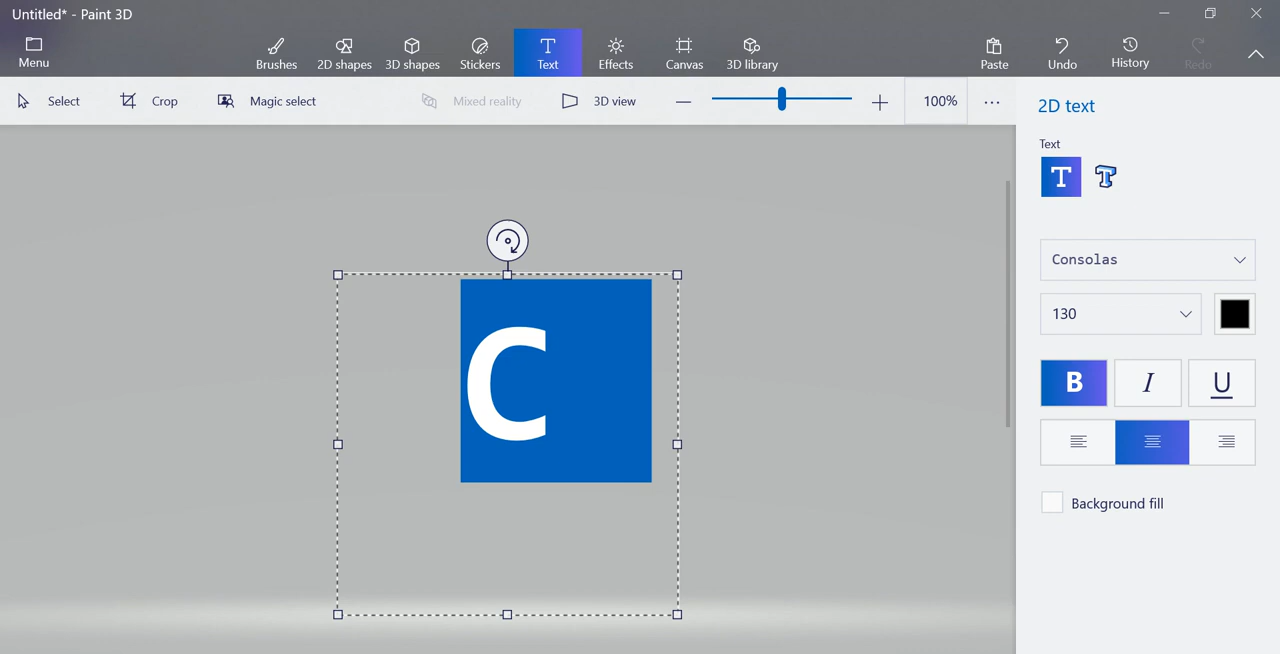 Untitled* - Paint 3D
Menu
Brushes
2D shapes
3D shapes
Stickers
Text
Effects
Canvas
3D library
Paste
Undo
History
Redo
Select
Crop
Magic select
Mixed reality
3D view
100%
2D text
Text
Consolas
130
B I U
Background fill
C